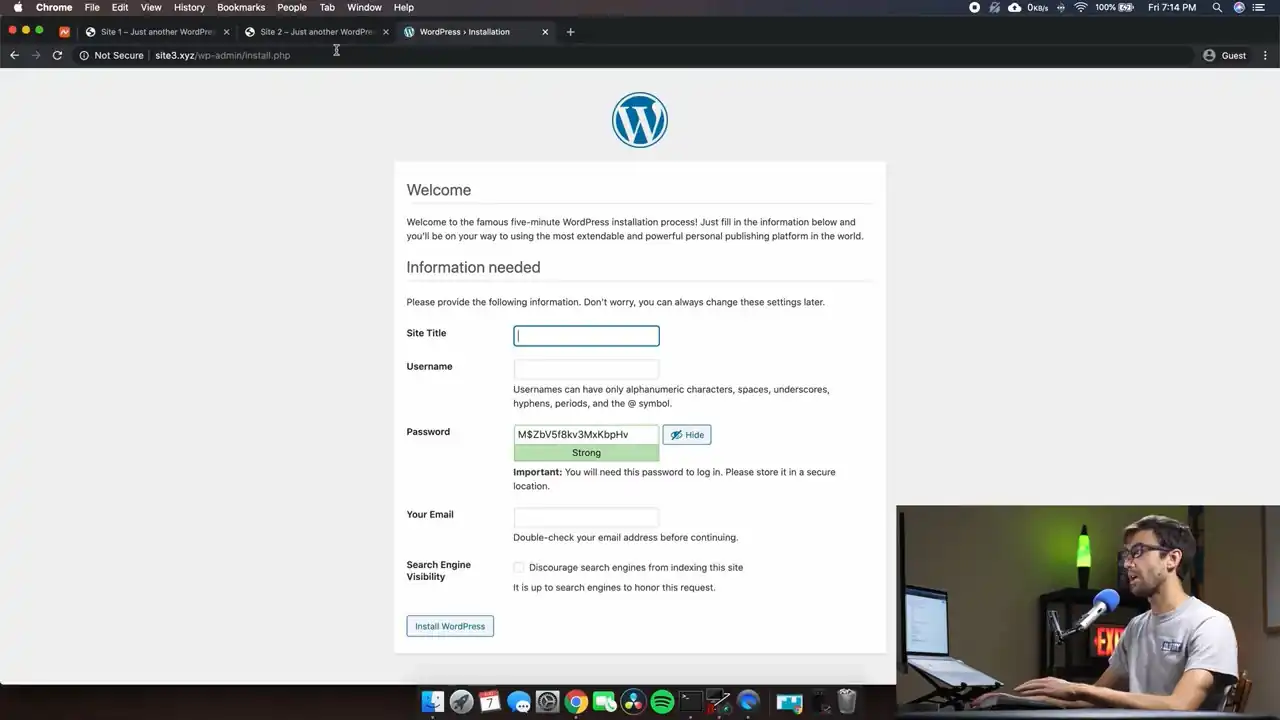 Chrome File Edit View History Bookmarks People Tab Window Help 0KB/s 100% Fri 7:14 PM
Site 1 – Just another WordPres Site 2 – Just another WordPre WordPress › Installation
Not Secure site3.xyz/wp-admin/install.php Guest
Welcome
Welcome to the famous five-minute WordPress installation process! Just fill in the information below and
you'll be on your way to using the most extendable and powerful personal publishing platform in the world.
Information needed
Please provide the following information. Don't worry, you can always change these settings later.
Site Title
Username
Usernames can have only alphanumeric characters, spaces, underscores,
hyphens, periods, and the @ symbol.
Password M$ZbV5f8kv3MxKbpHv Hide
Strong
Important: You will need this password to log in. Please store it in a secure
location.
Your Email
Double-check your email address before continuing.
Search Engine
Visibility
Discourage search engines from indexing this site
It is up to search engines to honor this request.
Install WordPress
7